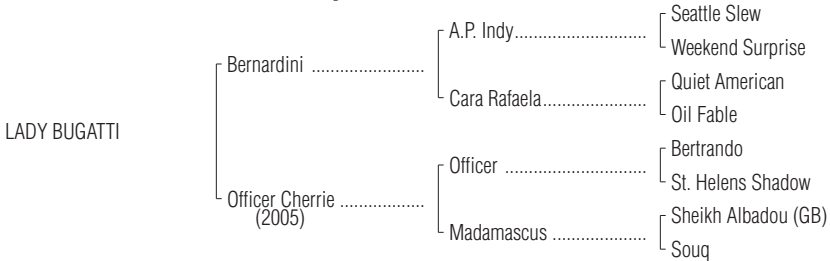 Seattle Slew
A.P. Indy..............................
Weekend Surprise
Bernardini .........................
Quiet American
Cara Rafaela........................
Oil Fable
LADY BUGATTI
Bertrando
Officer .................................
St. Helens Shadow
Officer Cherrie ...................
(2005)
Sheikh Albadou (GB)
Madamascus ......................
Souq